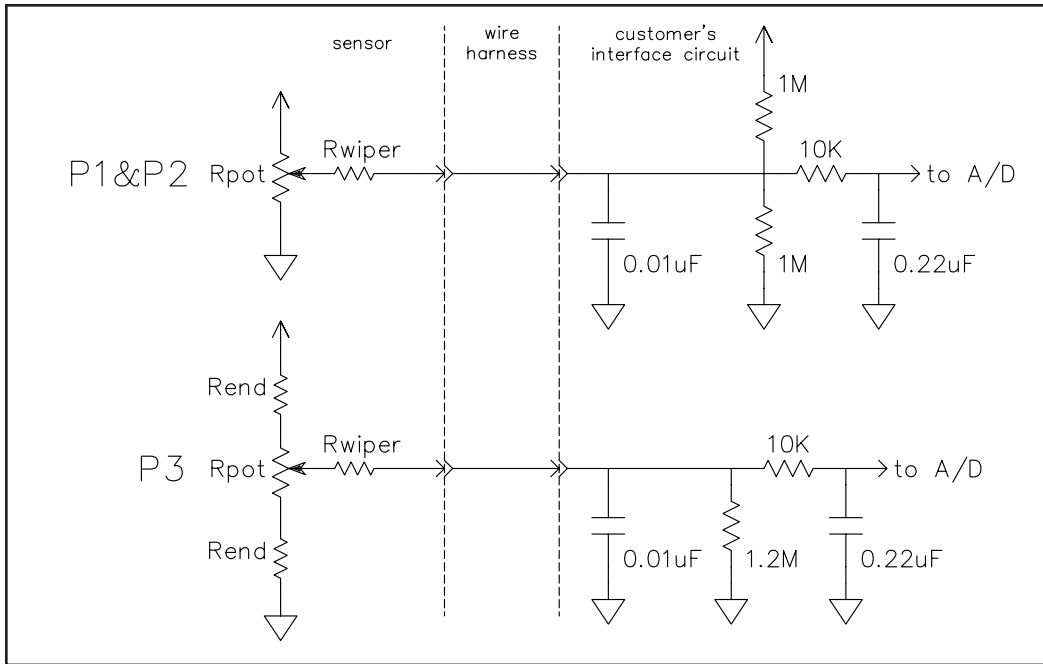 sensor
wire
harness
customer's
interface circuit
1M
P1&P2
Rpot
Rwiper
10K
to A/D
0.01uF
1M
0.22uF
Rend
P3
Rpot
Rwiper
10K
to A/D
Rend
0.01uF
1.2M
0.22uF